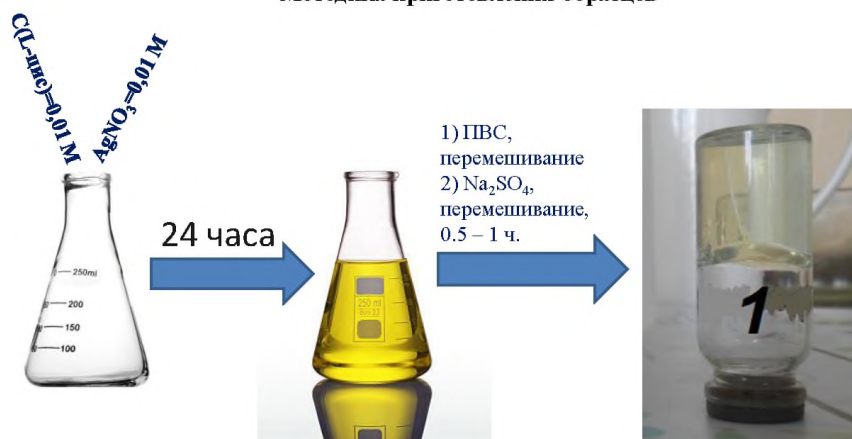 С(L-цис)=0,01 М
AgNO3=0,01 М
250ml
200
150
100
24 часа
250 ml
1) ПВС,
перемешивание
2) Na2SO4,
перемешивание,
0.5 – 1 ч.
1